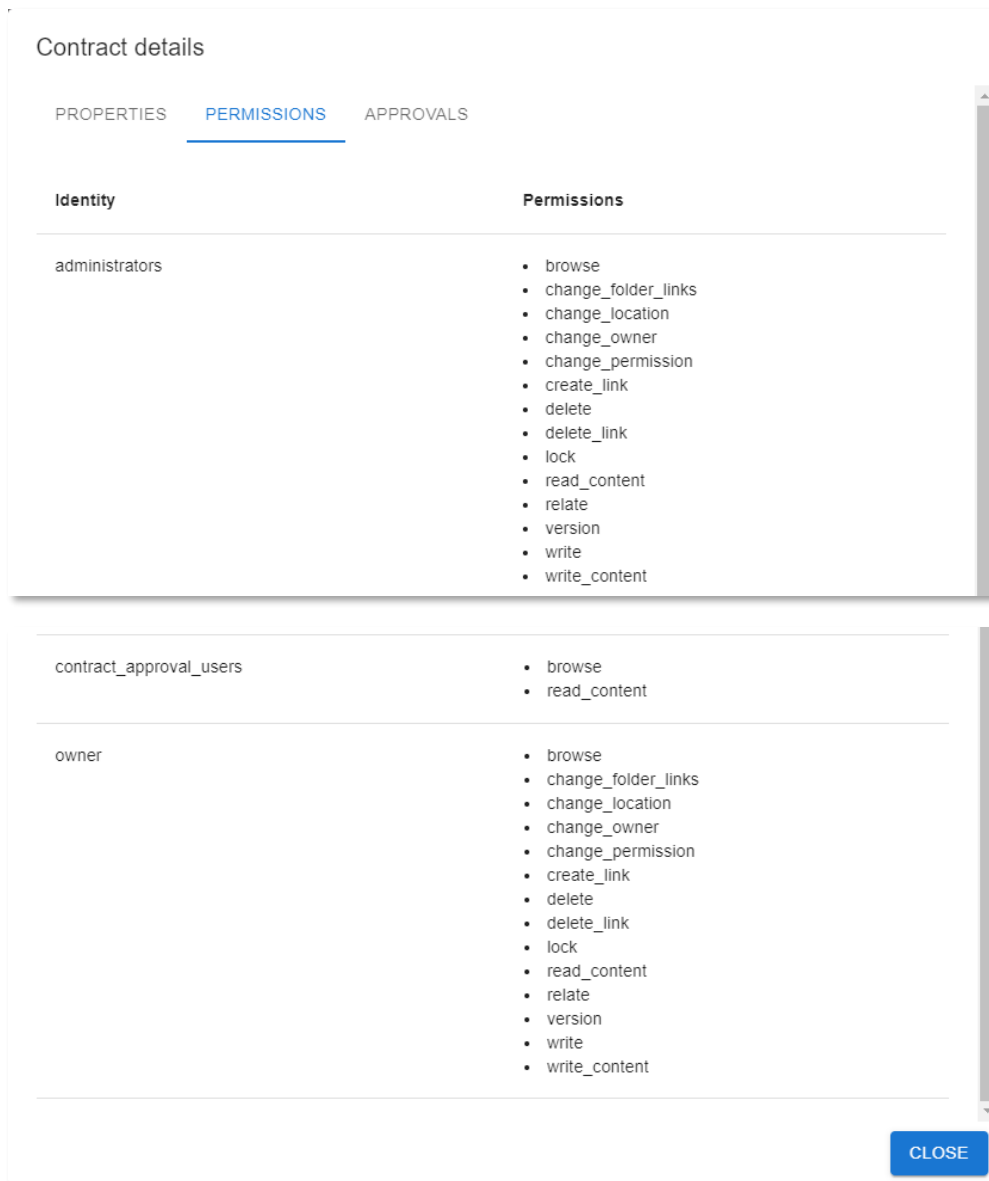 Contract details
PROPERTIES PERMISSIONS APPROVALS
Identity Permissions
administrators • browse
• change_folder_links
• change_location
• change_owner
• change_permission
• create_link
• delete
• delete_link
• lock
• read_content
• relate
• version
• write
• write_content
contract_approval_users • browse
• read_content
owner • browse
• change_folder_links
• change_location
• change_owner
• change_permission
• create_link
• delete
• delete_link
• lock
• read_content
• relate
• version
• write
• write_content
CLOSE